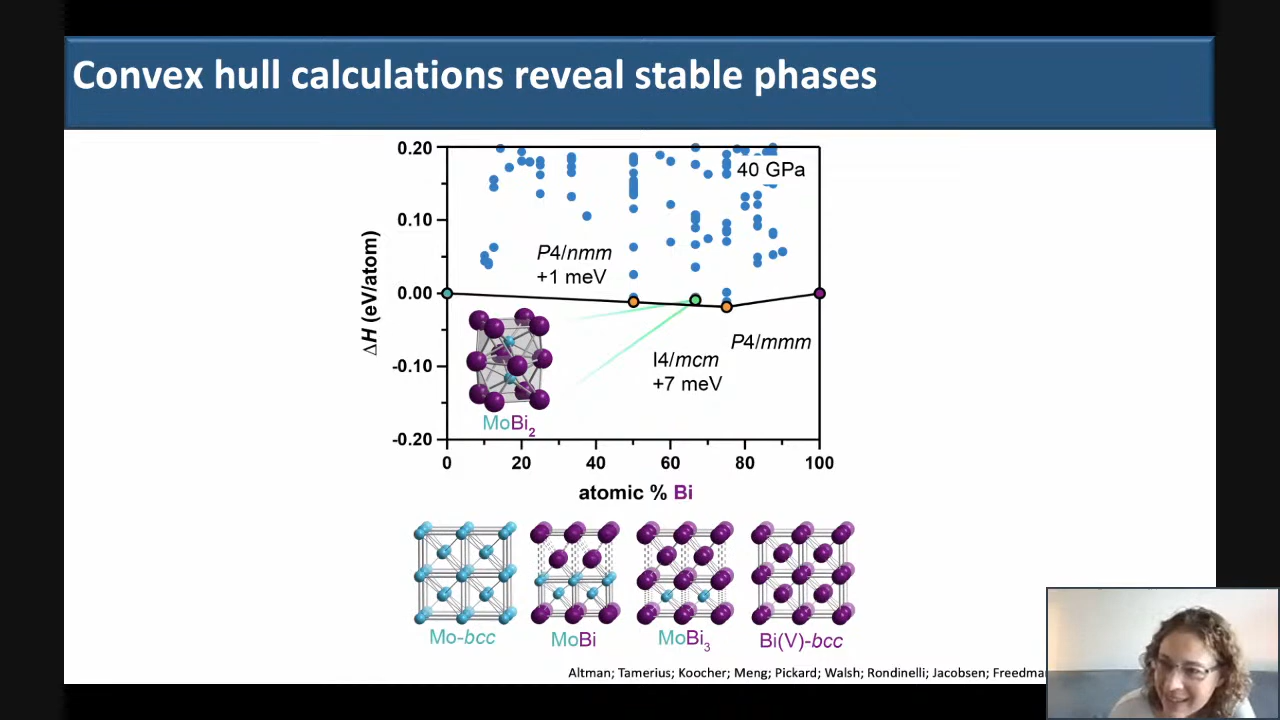 Convex hull calculations reveal stable phases
0.20
0.10
0.00
-0.10
-0.20
ΔH (eV/atom)
40 GPa
P4/nmm
+1 meV
P4/mmm
I4/mcm
+7 meV
MoBi2
0 20 40 60 80 100
atomic % Bi
Mo-bcc MoBi MoBi3 Bi(V)-bcc
Altman; Tamerius; Koocher; Meng; Pickard; Walsh; Rondinelli; Jacobsen; Freedma